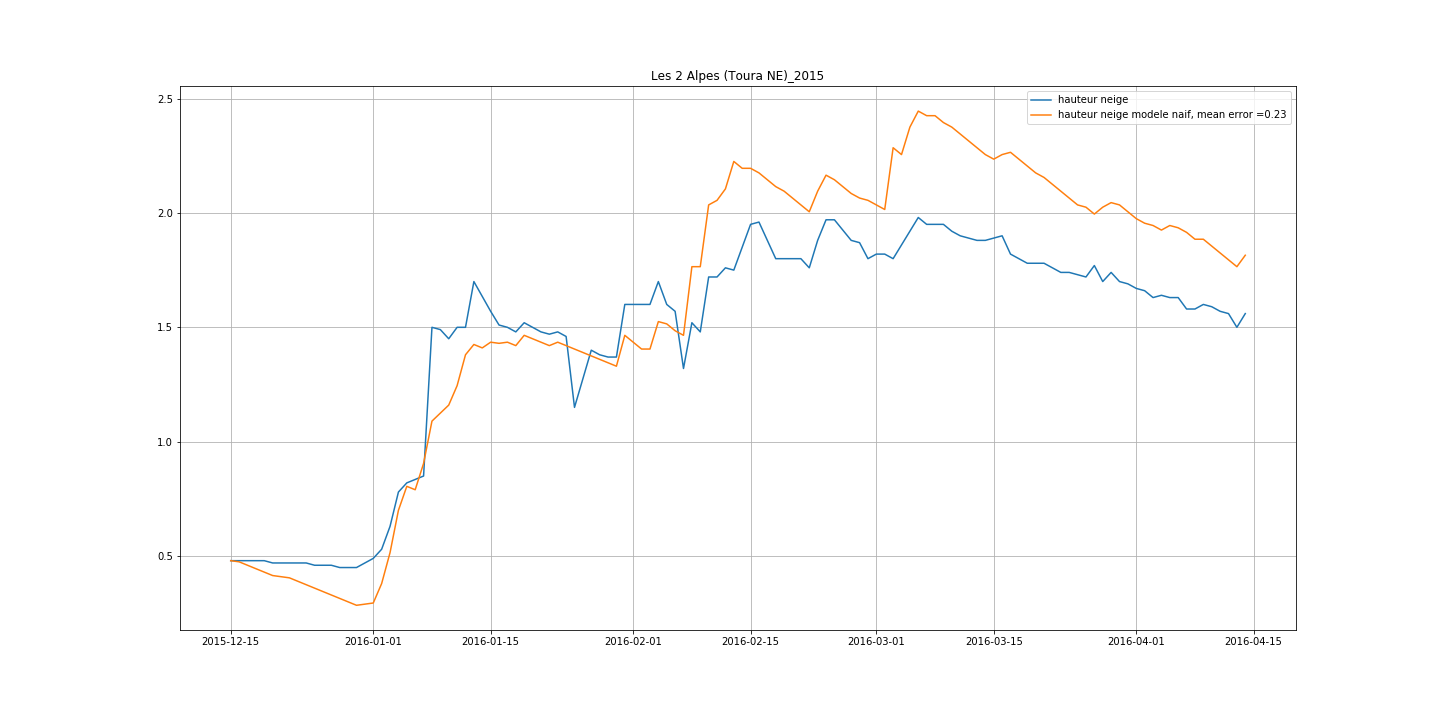 Les 2 Alpes (Toura NE)_2015
hauteur neige
hauteur neige modele naif, mean error =0.23
2.5
2.0
1.5
1.0
0.5
2015-12-15 2016-01-01 2016-01-15 2016-02-01 2016-02-15 2016-03-01 2016-03-15 2016-04-01 2016-04-15